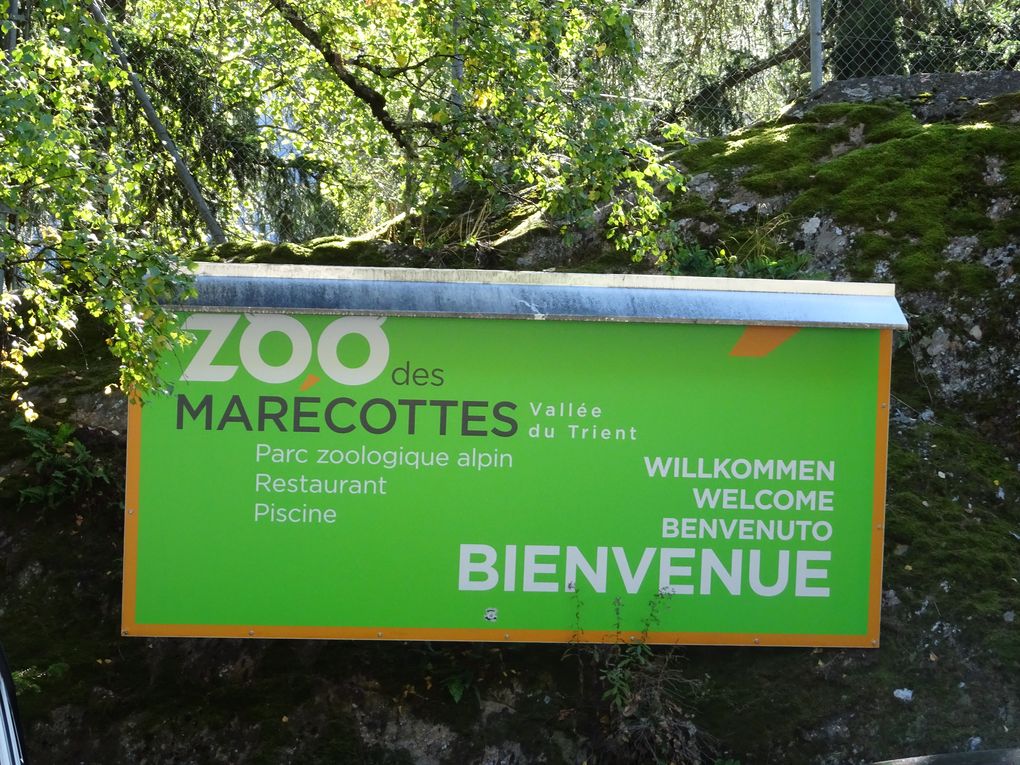 zoo des
MARÉCOTTES
Vallée
du Trient
Parc zoologique alpin
Restaurant
Piscine
WILLKOMMEN
WELCOME
BENVENUTO
BIENVENUE